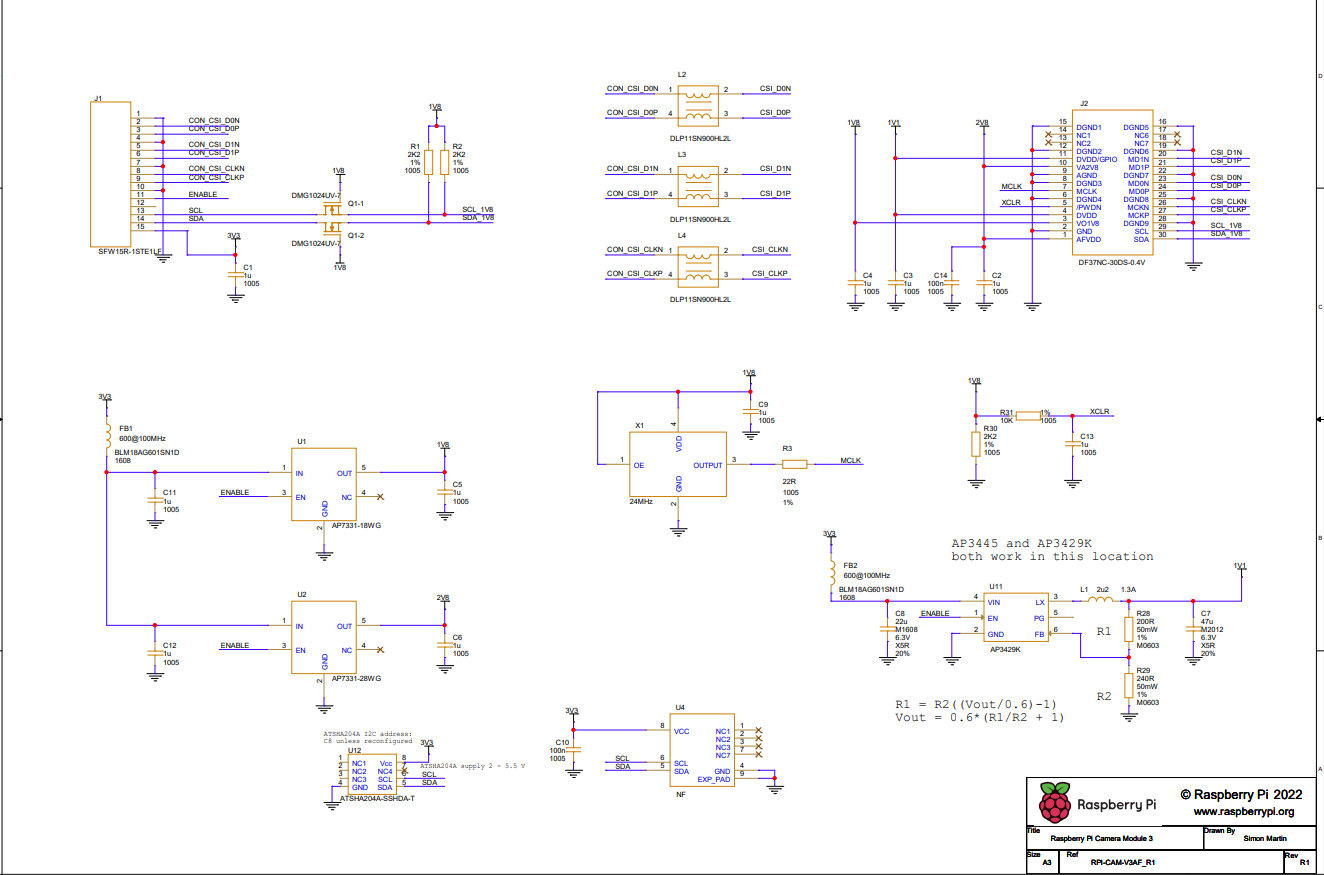 J1
1
2 CON_CSI_D0N
3 CON_CSI_D0P
4
5 CON_CSI_D1N
6 CON_CSI_D1P
7
8 CON_CSI_CLKN
9 CON_CSI_CLKP
10
11 ENABLE
12
13 SCL
14 SDA
15
SFW15R-1STE1LF
3V3
C1
1u
1005
1V8
DMG1024UV-7
Q1-1
Q1-2
DMG1024UV-7
1V8
1V8
R1
2K2
1%
1005
R2
2K2
1%
1005
SCL_1V8
SDA_1V8
L2
CON_CSI_D0N 1 2 CSI_D0N
CON_CSI_D0P 4 3 CSI_D0P
DLP11SN900HL2L
L3
CON_CSI_D1N 1 2 CSI_D1N
CON_CSI_D1P 4 3 CSI_D1P
DLP11SN900HL2L
L4
CON_CSI_CLKN 1 2 CSI_CLKN
CON_CSI_CLKP 4 3 CSI_CLKP
DLP11SN900HL2L
1V8
1V1
2V8
J2
15 DGND1 DGND5 16
14 NC1 NC6 17
13 NC2 NC7 18
12 DGND2 DGND6 19
11 DVDD/GPIO MD1N 20 CSI_D1N
10 VA2V8 MD1P 21 CSI_D1P
9 AGND DGND7 22
8 DGND3 MD0N 23 CSI_D0N
MCLK 7 MCLK MD0P 24 CSI_D0P
6 DGND4 DGND8 25
XCLR 5 /PWDN MCKN 26 CSI_CLKN
4 DVDD MCKP 27 CSI_CLKP
3 VO1V8 DGND9 28
2 GND SCL 29 SCL_1V8
1 AFVDD SDA 30 SDA_1V8
DF37NC-30DS-0.4V
C4
1u
1005
C3
1u
1005
C14
100n
1005
C2
1u
1005
3V3
FB1
600@100MHz
BLM18AG601SN1D
1608
C11
1u
1005
U1
1 IN OUT 5
ENABLE 3 EN NC 4
GND
2
AP7331-18WG
1V8
C5
1u
1005
C12
1u
1005
U2
1 IN OUT 5
ENABLE 3 EN NC 4
GND
2
AP7331-28WG
2V8
C6
1u
1005
1V8
C9
1u
1005
X1
4
VDD
1 OE OUTPUT 3
GND
2
24MHz
R3
22R
1005
1%
MCLK
1V8
R31
10K
1%
1005
XCLR
R30
2K2
1%
1005
C13
1u
1005
AP3445 and AP3429K
both work in this location
3V3
FB2
600@100MHz
BLM18AG601SN1D
1608
C8
22u
M1608
6.3V
X5R
20%
U11
4 VIN LX 3
ENABLE 1 EN PG 5
2 GND FB 6
AP3429K
L1 2u2 1.3A
1V1
R1
R28
200R
50mW
1%
M0603
C7
47u
M2012
6.3V
X5R
20%
R2
R29
240R
50mW
1%
M0603
R1 = R2((Vout/0.6)-1)
Vout = 0.6*(R1/R2 + 1)
ATSHA204A I2C address:
C8 unless reconfigured
U12
3V3
1 NC1 Vcc 8
2 NC2 NC4 7
3 NC3 SCL 6 SCL
4 GND SDA 5 SDA
ATSHA204A supply 2 - 5.5 V
ATSHA204A-SSHDA-T
3V3
C10
100n
1005
U4
8 VCC NC1 1
NC2 2
NC3 3
NC7 7
SCL 6 SCL GND 4
SDA 5 SDA EXP_PAD 9
NF
Raspberry Pi
© Raspberry Pi 2022
www.raspberrypi.org
Title
Raspberry Pi Camera Module 3
Drawn By
Simon Martin
Size
A3
Ref
RPI-CAM-V3AF_R1
Rev
R1
D
C
B
A